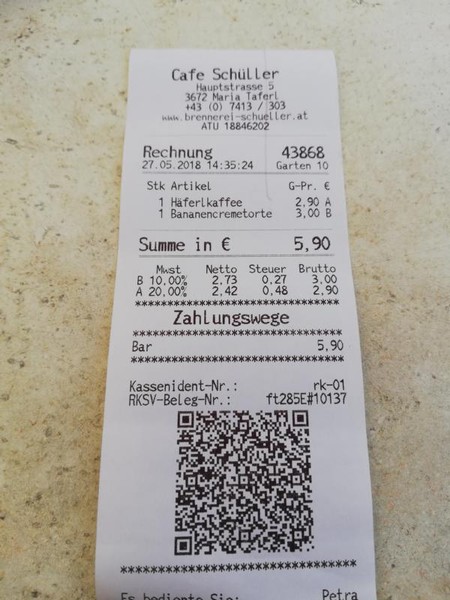 Cafe Schüller
Hauptstrasse 5
3672 Maria Taferl
+43 (0) 7413 / 303
www.brennerei-schueller.at
ATU 18846202
Rechnung 43868
27.05.2018 14:35:24 Garten 10
Stk Artikel G-Pr. €
1 Häferlkaffee 2,90 A
1 Bananencremetorte 3,00 B
Summe in € 5,90
Mwst Netto Steuer Brutto
B 10,00% 2,73 0,27 3,00
A 20,00% 2,42 0,48 2,90
****************************************
Zahlungswege
****************************************
Bar 5,90
****************************************
Kassenident-Nr.: rk-01
RKSV-Beleg-Nr.: ft285E#10137
****************************************
Es bediente Sie: Petra